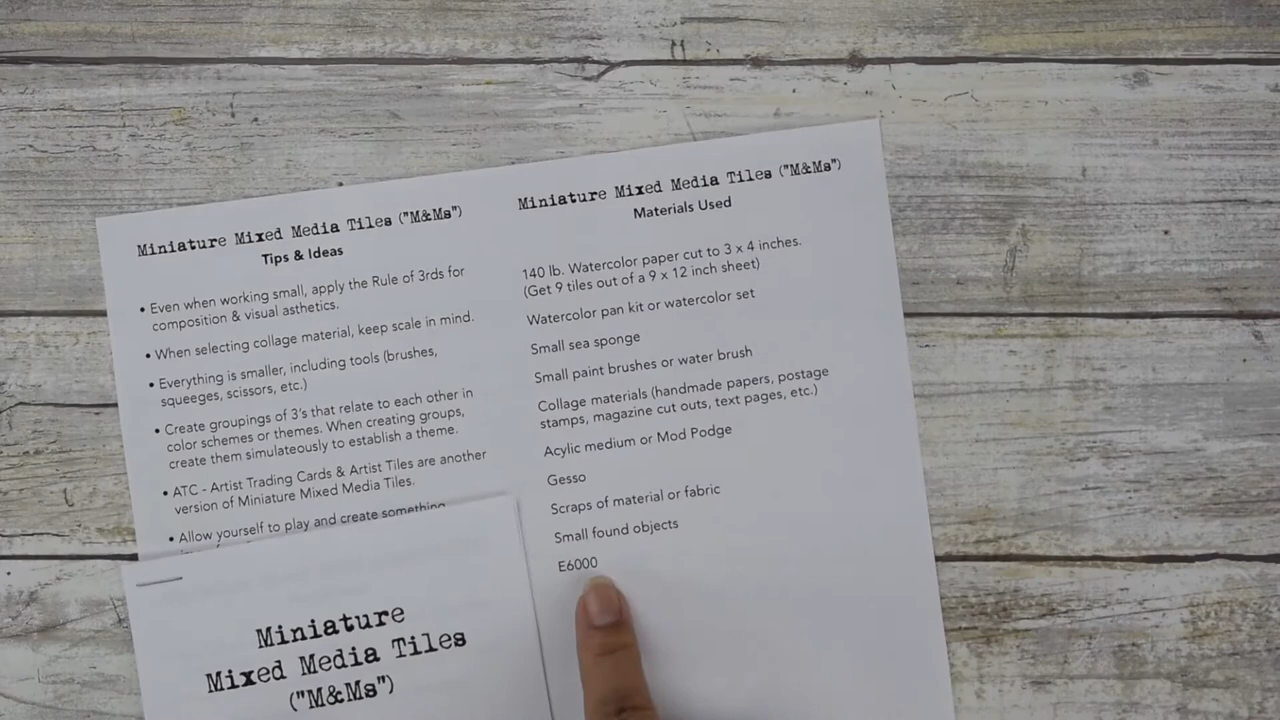 Miniature Mixed Media Tiles ("M&Ms")
Tips & Ideas
• Even when working small, apply the Rule of 3rds for
composition & visual asthetics.
• When selecting collage material, keep scale in mind.
• Everything is smaller, including tools (brushes,
squeeges, scissors, etc.)
• Create groupings of 3's that relate to each other in
color schemes or themes. When creating groups,
create them simulateously to establish a theme.
• ATC - Artist Trading Cards & Artist Tiles are another
version of Miniature Mixed Media Tiles.
• Allow yourself to play and create something
Miniature Mixed Media Tiles ("M&Ms")
Materials Used
140 lb. Watercolor paper cut to 3 x 4 inches.
(Get 9 tiles out of a 9 x 12 inch sheet)
Watercolor pan kit or watercolor set
Small sea sponge
Small paint brushes or water brush
Collage materials (handmade papers, postage
stamps, magazine cut outs, text pages, etc.)
Acylic medium or Mod Podge
Gesso
Scraps of material or fabric
Small found objects
E6000
Miniature
Mixed Media Tiles
("M&Ms")